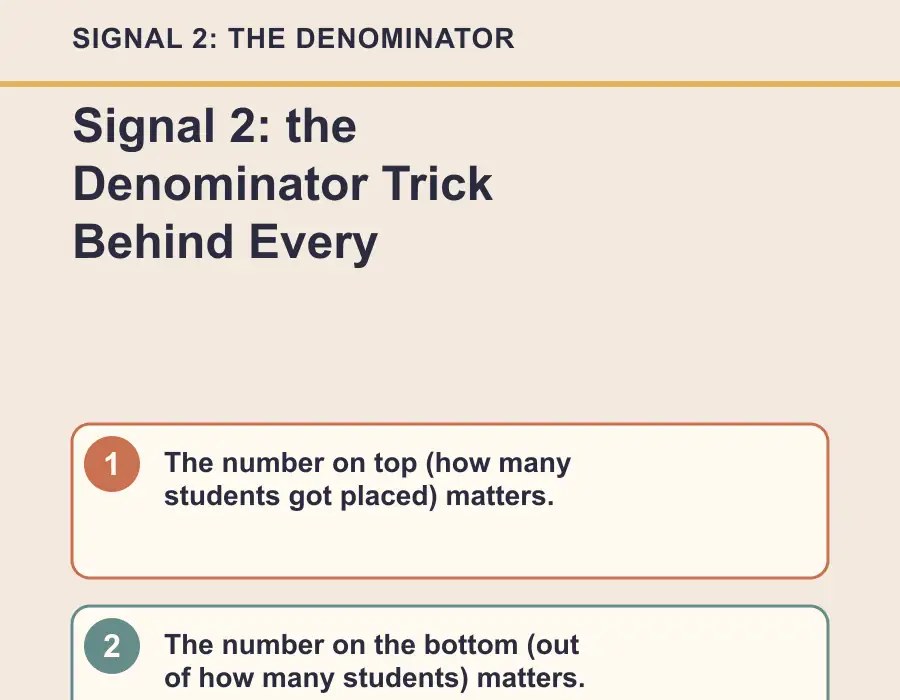 SIGNAL 2: THE DENOMINATOR
Signal 2: the
Denominator Trick
Behind Every
1
The number on top (how many
students got placed) matters.
2
The number on the bottom (out
of how many students) matters.